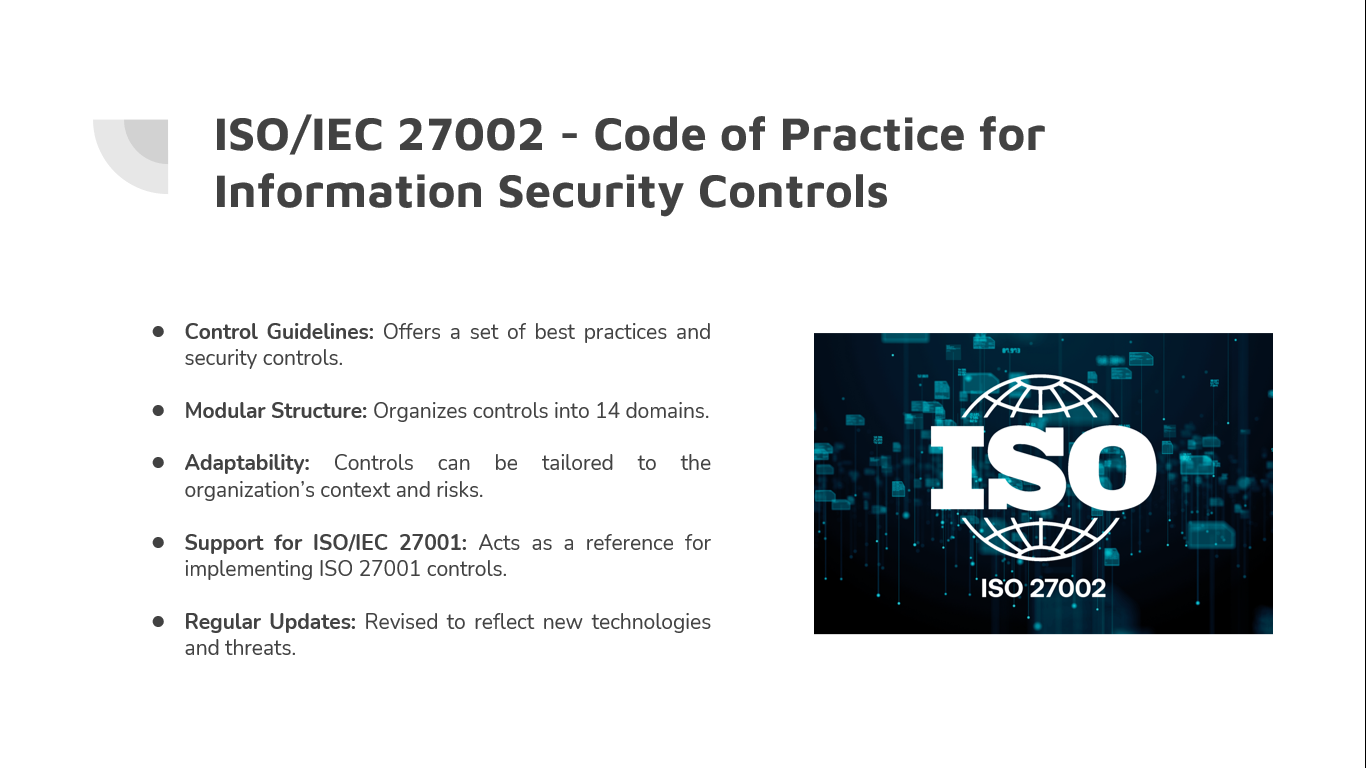 ISO/IEC 27002 - Code of Practice for
Information Security Controls
● Control Guidelines: Offers a set of best practices and
security controls.
● Modular Structure: Organizes controls into 14 domains.
● Adaptability: Controls can be tailored to the
organization’s context and risks.
● Support for ISO/IEC 27001: Acts as a reference for
implementing ISO 27001 controls.
● Regular Updates: Revised to reflect new technologies
and threats.
ISO
ISO 27002